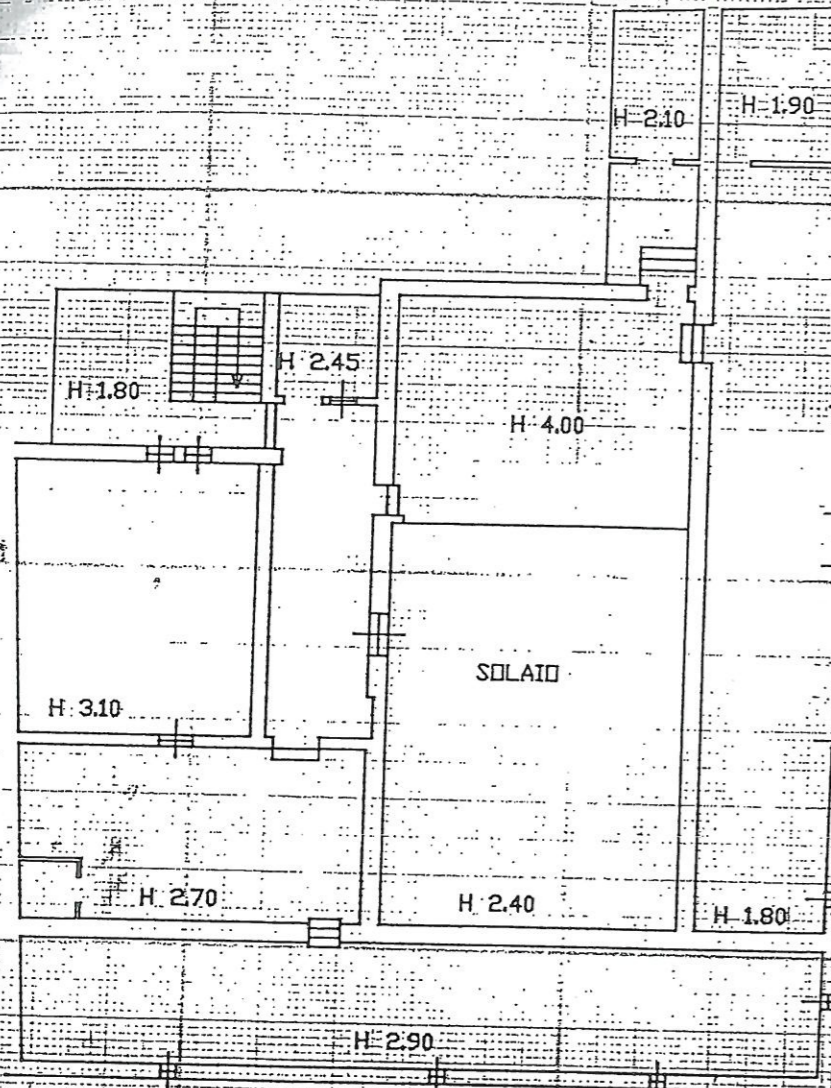 H 2.10
H 1.90
H 2.45
H 1.80
H 4.00
SOLAIO
H 3.10
H 2.70
H 2.40
H 1.80
H 2.90